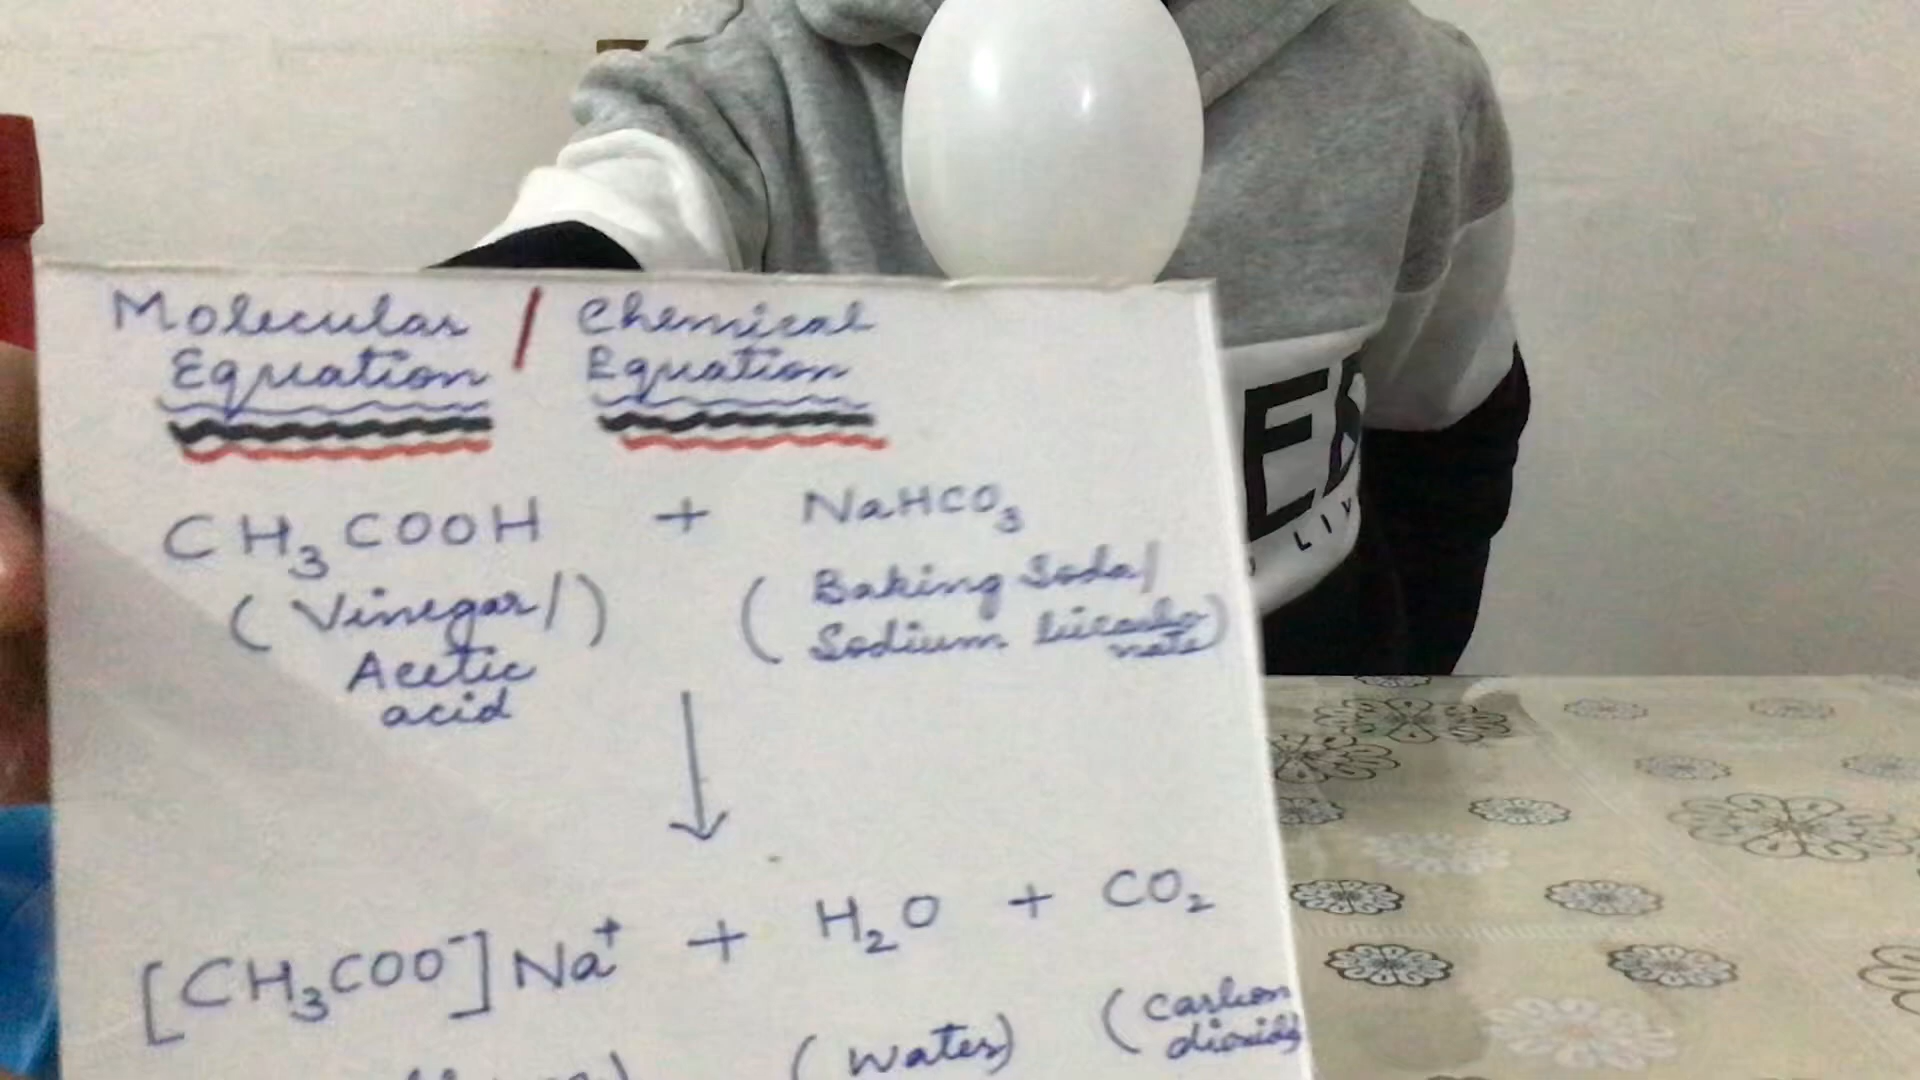 Molecular / Chemical
Equation Equation
CH₃COOH + NaHCO₃
(Vinegar/) (Baking Soda/
Acetic Sodium bicarbo
acid nate)
↓
[CH₃COO⁻]Na⁺ + H₂O + CO₂
(Water) (Carbon
dioxide)
LIV